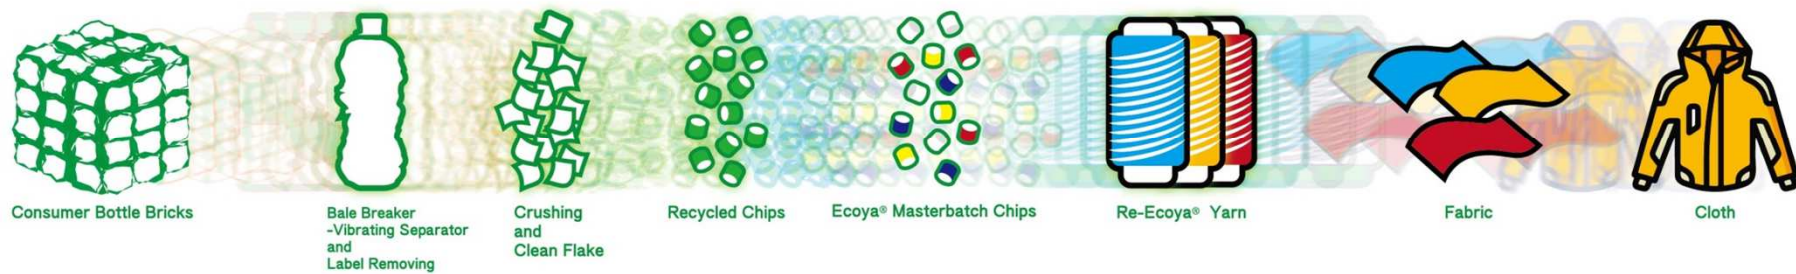 Consumer Bottle Bricks
Bale Breaker
-Vibrating Separator
and
Label Removing
Crushing
and
Clean Flake
Recycled Chips
Ecoya® Masterbatch Chips
Re-Ecoya® Yarn
Fabric
Cloth